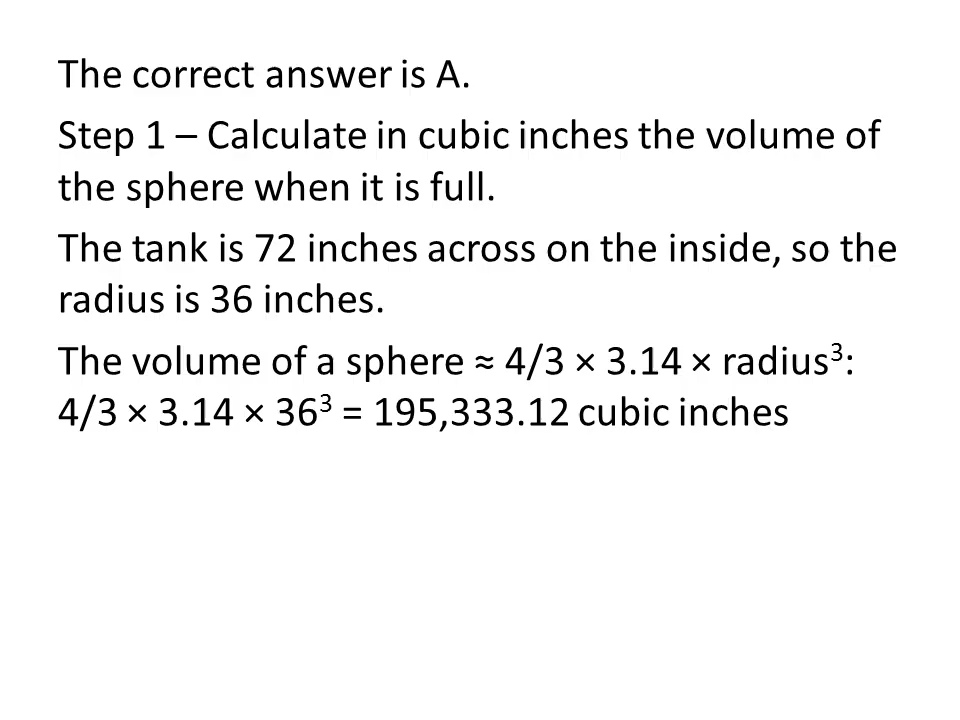 The correct answer is A.
Step 1 – Calculate in cubic inches the volume of
the sphere when it is full.
The tank is 72 inches across on the inside, so the
radius is 36 inches.
The volume of a sphere ≈ 4/3 × 3.14 × radius³:
4/3 × 3.14 × 36³ = 195,333.12 cubic inches